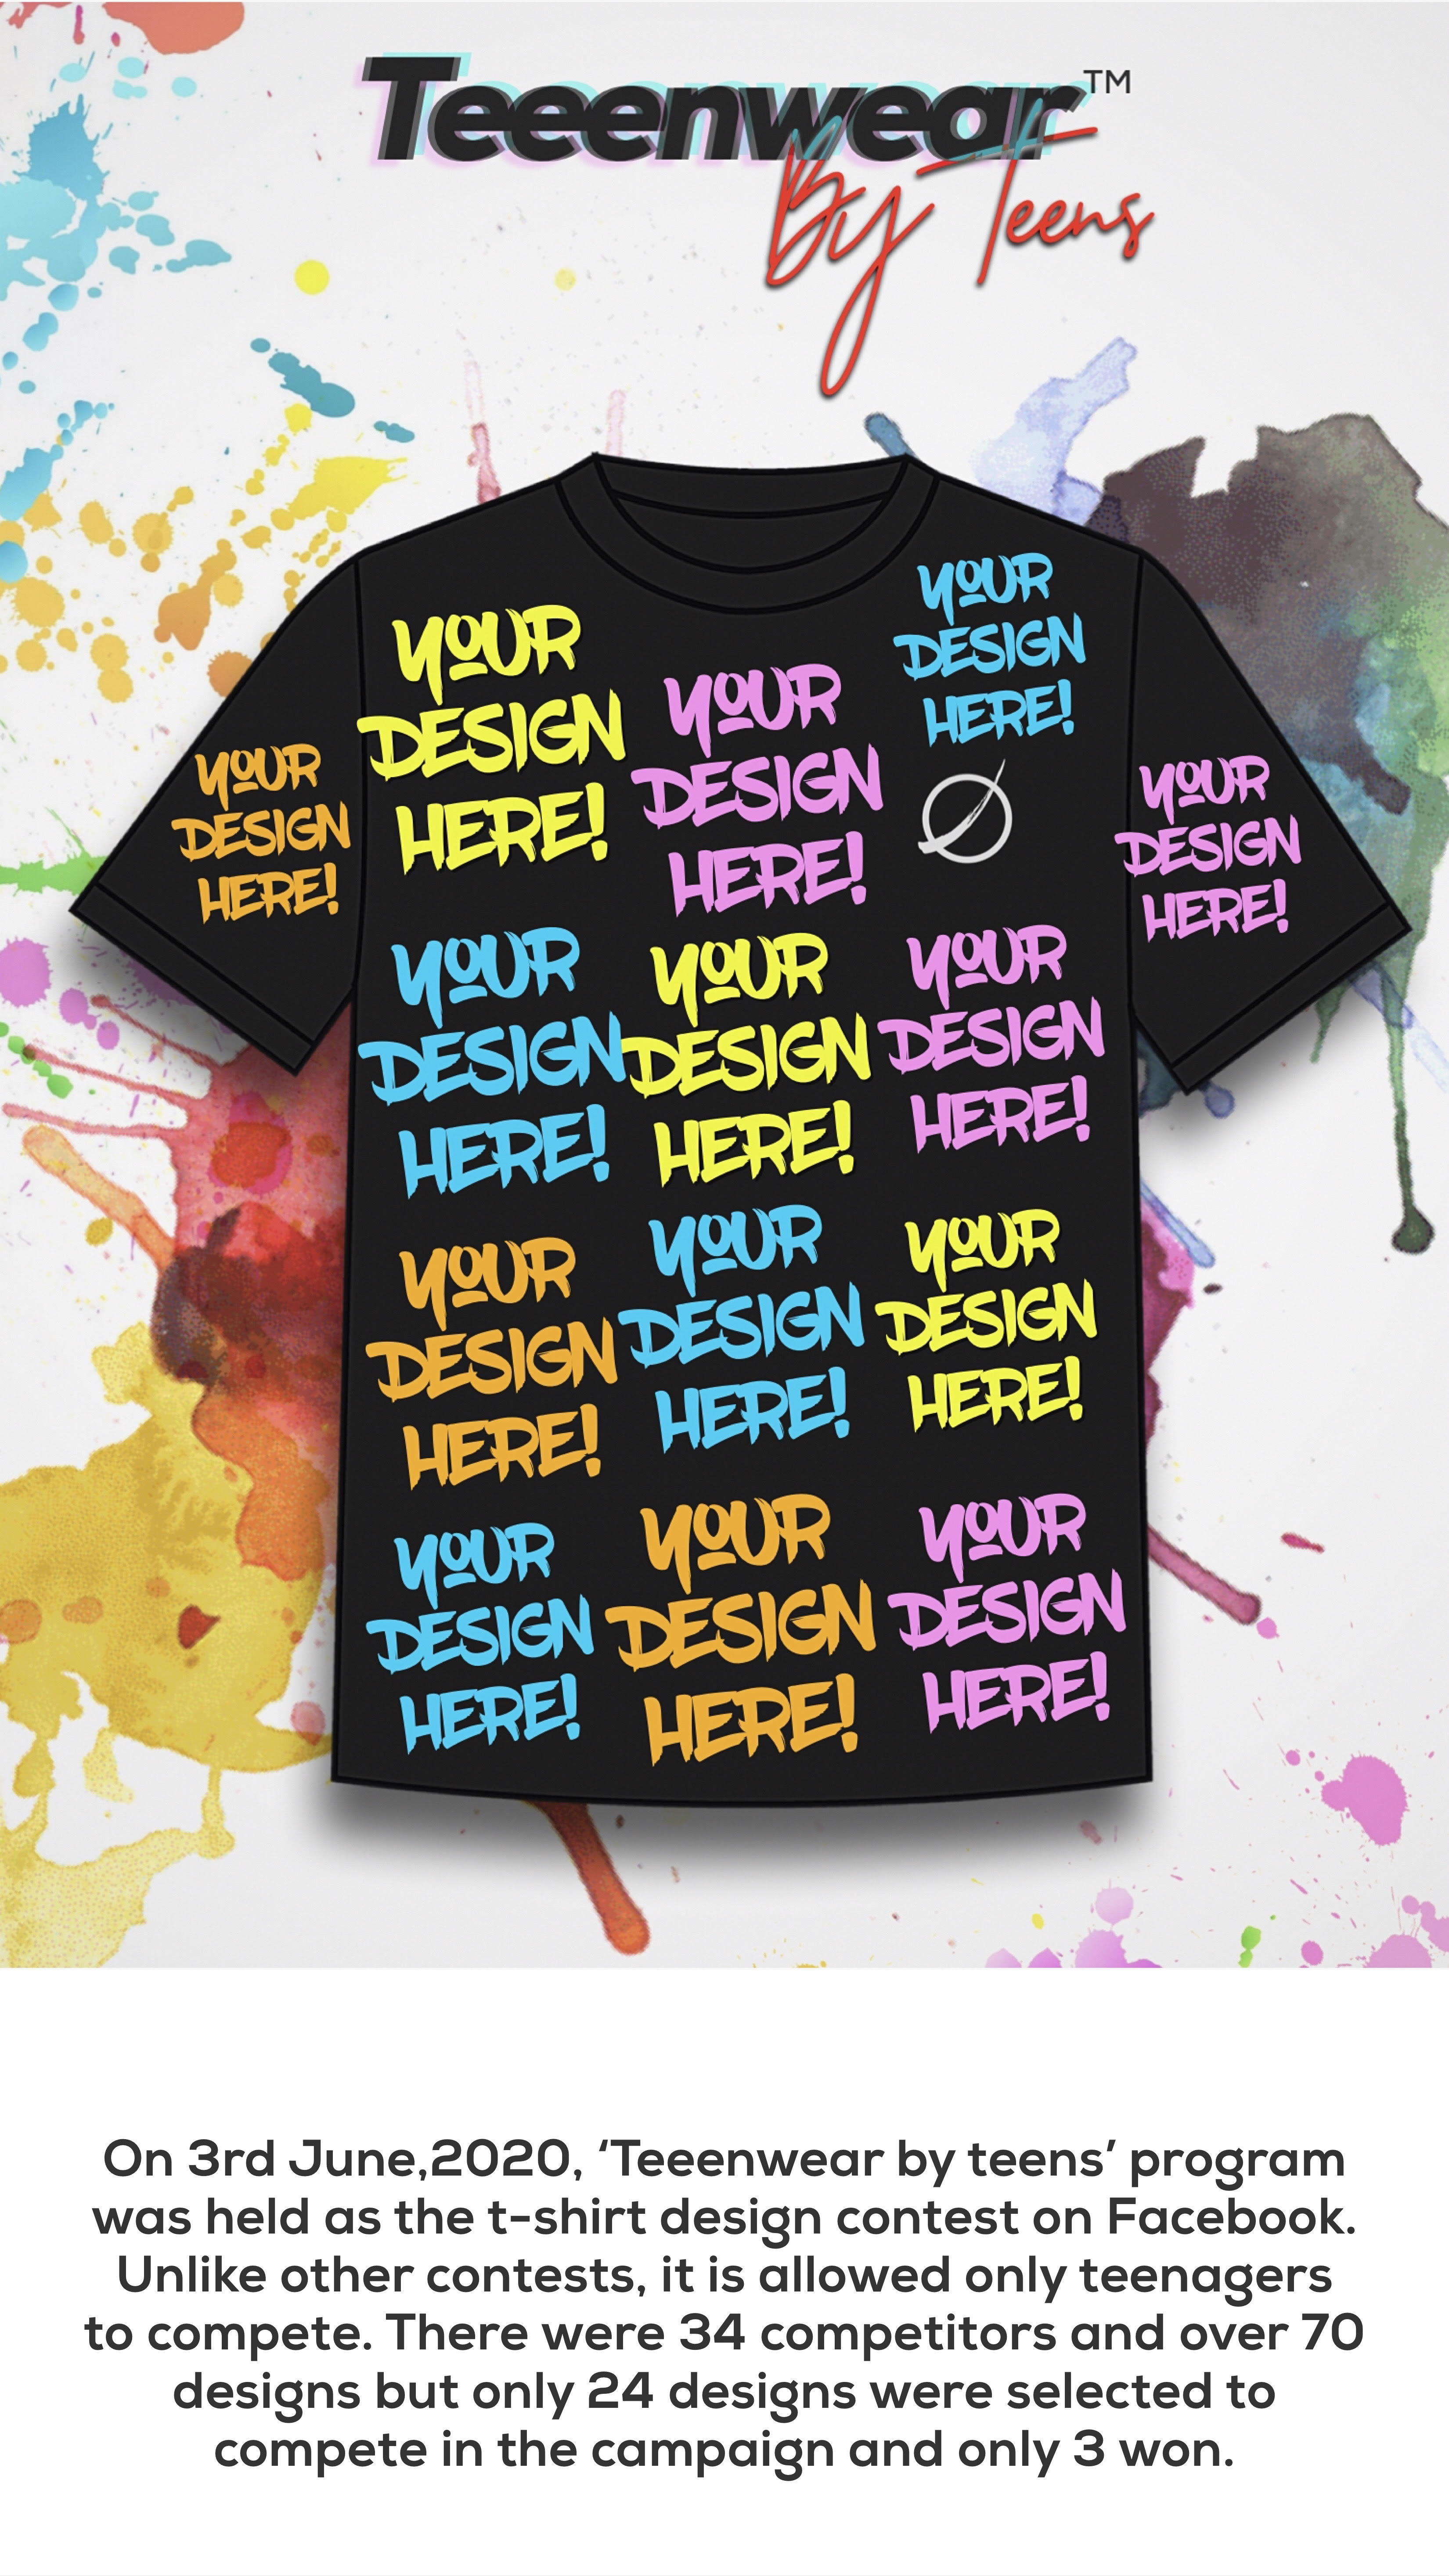 Teeenwear™
By Teens
YOUR
DESIGN
HERE!
YOUR
DESIGN
HERE!
YOUR
DESIGN
HERE!
YOUR
DESIGN
HERE!
YOUR
DESIGN
HERE!
YOUR
DESIGN
HERE!
YOUR
DESIGN
HERE!
YOUR
DESIGN
HERE!
YOUR
DESIGN
HERE!
YOUR
DESIGN
HERE!
YOUR
DESIGN
HERE!
YOUR
DESIGN
HERE!
YOUR
DESIGN
HERE!
YOUR
DESIGN
HERE!
On 3rd June,2020, ‘Teeenwear by teens’ program
was held as the t-shirt design contest on Facebook.
Unlike other contests, it is allowed only teenagers
to compete. There were 34 competitors and over 70
designs but only 24 designs were selected to
compete in the campaign and only 3 won.